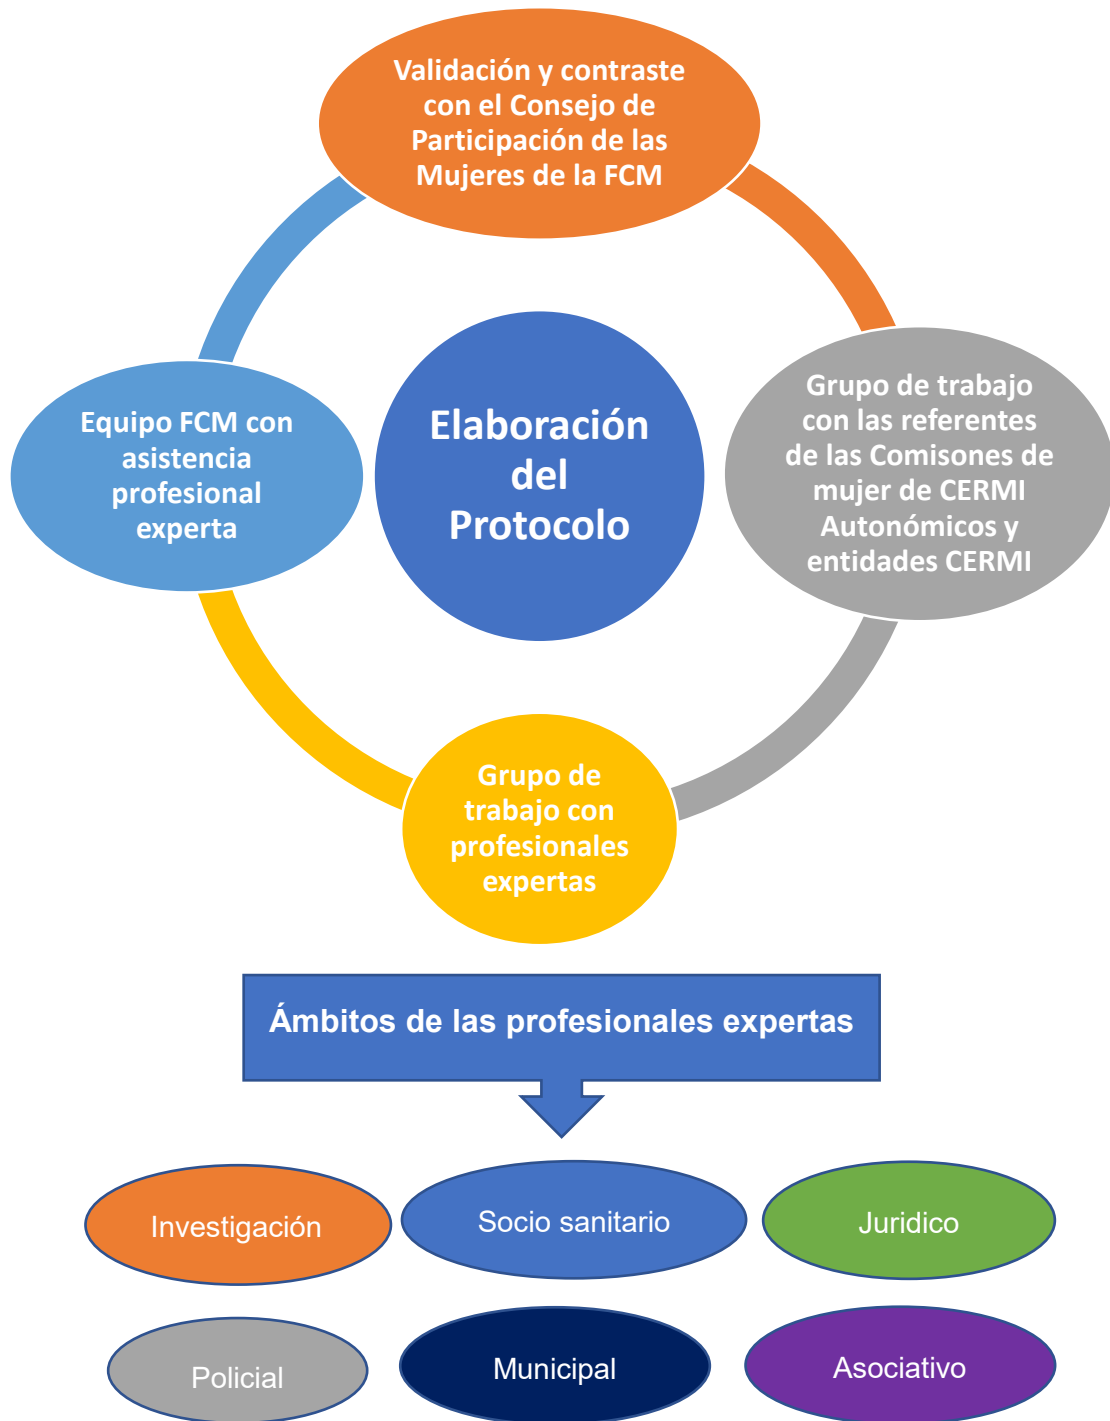 Validación y contraste
con el Consejo de
Participación de las
Mujeres de la FCM
Equipo FCM con
asistencia
profesional
experta
Elaboración
del
Protocolo
Grupo de trabajo
con las referentes
de las Comisones de
mujer de CERMI
Autonómicos y
entidades CERMI
Grupo de
trabajo con
profesionales
expertas
Ámbitos de las profesionales expertas
Investigación
Socio sanitario
Juridico
Policial
Municipal
Asociativo